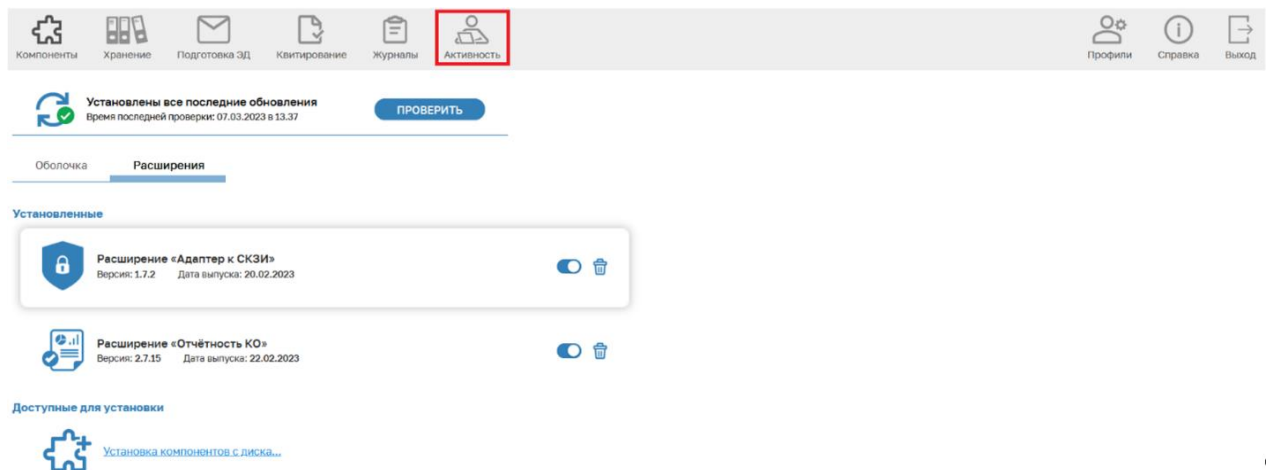 Компоненты Хранение Подготовка ЭД Квитирование Журналы Активность Профили Справка Выход
Установлены все последние обновления
Время последней проверки: 07.03.2023 в 13.37
ПРОВЕРИТЬ
Оболочка Расширения
Установленные
Расширение «Адаптер к СКЗИ»
Версия: 1.7.2 Дата выпуска: 20.02.2023
Расширение «Отчётность КО»
Версия: 2.7.15 Дата выпуска: 22.02.2023
Доступные для установки
Установка компонентов с диска...